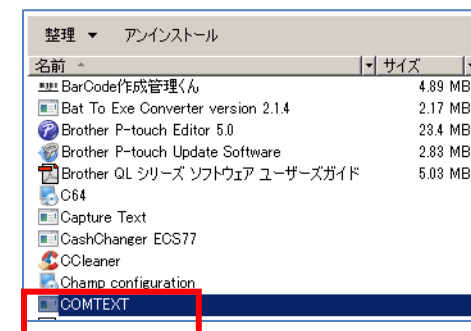 整理 ▼ アンインストール
名前 サイズ
BarCode作成管理くん 4.89 MB
Bat To Exe Converter version 2.1.4 2.17 MB
Brother P-touch Editor 5.0 23.4 MB
Brother P-touch Update Software 2.83 MB
Brother QL シリーズ ソフトウェア ユーザーズガイド 5.03 MB
C64
Capture Text
CashChanger ECS77
CCleaner
Champ configuration
COMTEXT